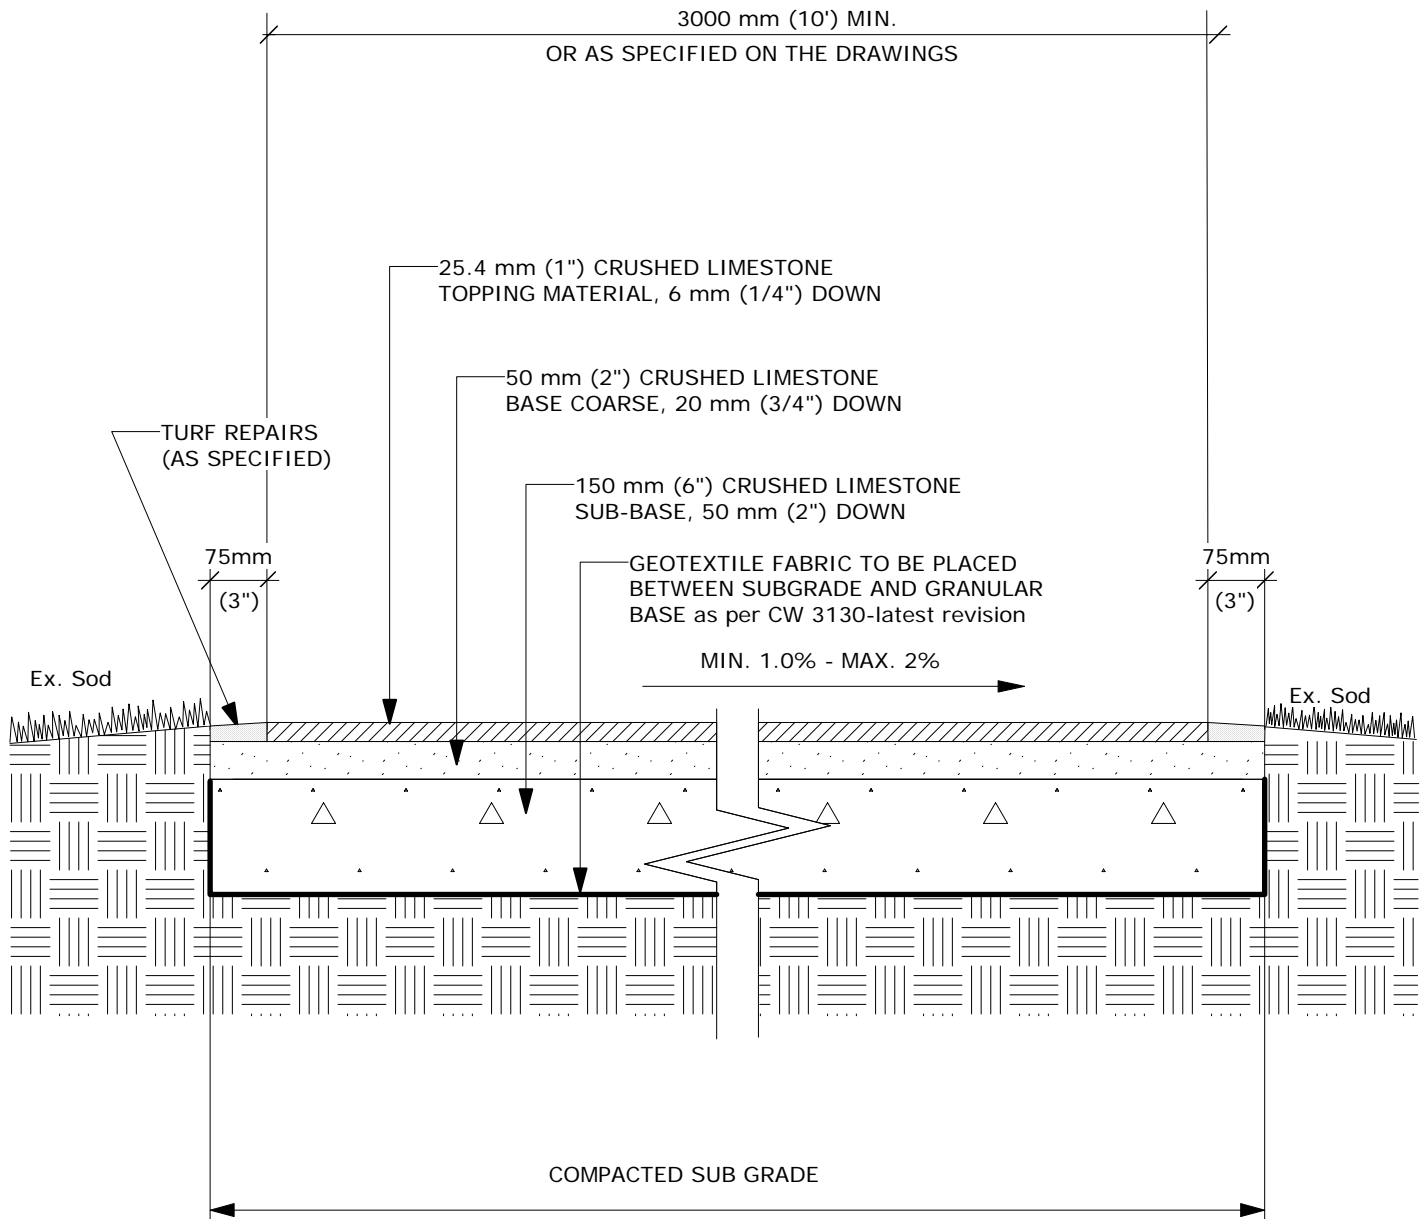 3000 mm (10') MIN.
OR AS SPECIFIED ON THE DRAWINGS
25.4 mm (1") CRUSHED LIMESTONE
TOPPING MATERIAL, 6 mm (1/4") DOWN
50 mm (2") CRUSHED LIMESTONE
BASE COARSE, 20 mm (3/4") DOWN
TURF REPAIRS
(AS SPECIFIED)
150 mm (6") CRUSHED LIMESTONE
SUB-BASE, 50 mm (2") DOWN
75mm
(3")
GEOTEXTILE FABRIC TO BE PLACED
BETWEEN SUBGRADE AND GRANULAR
BASE as per CW 3130-latest revision
75mm
(3")
MIN. 1.0% - MAX. 2%
Ex. Sod
Ex. Sod
COMPACTED SUB GRADE